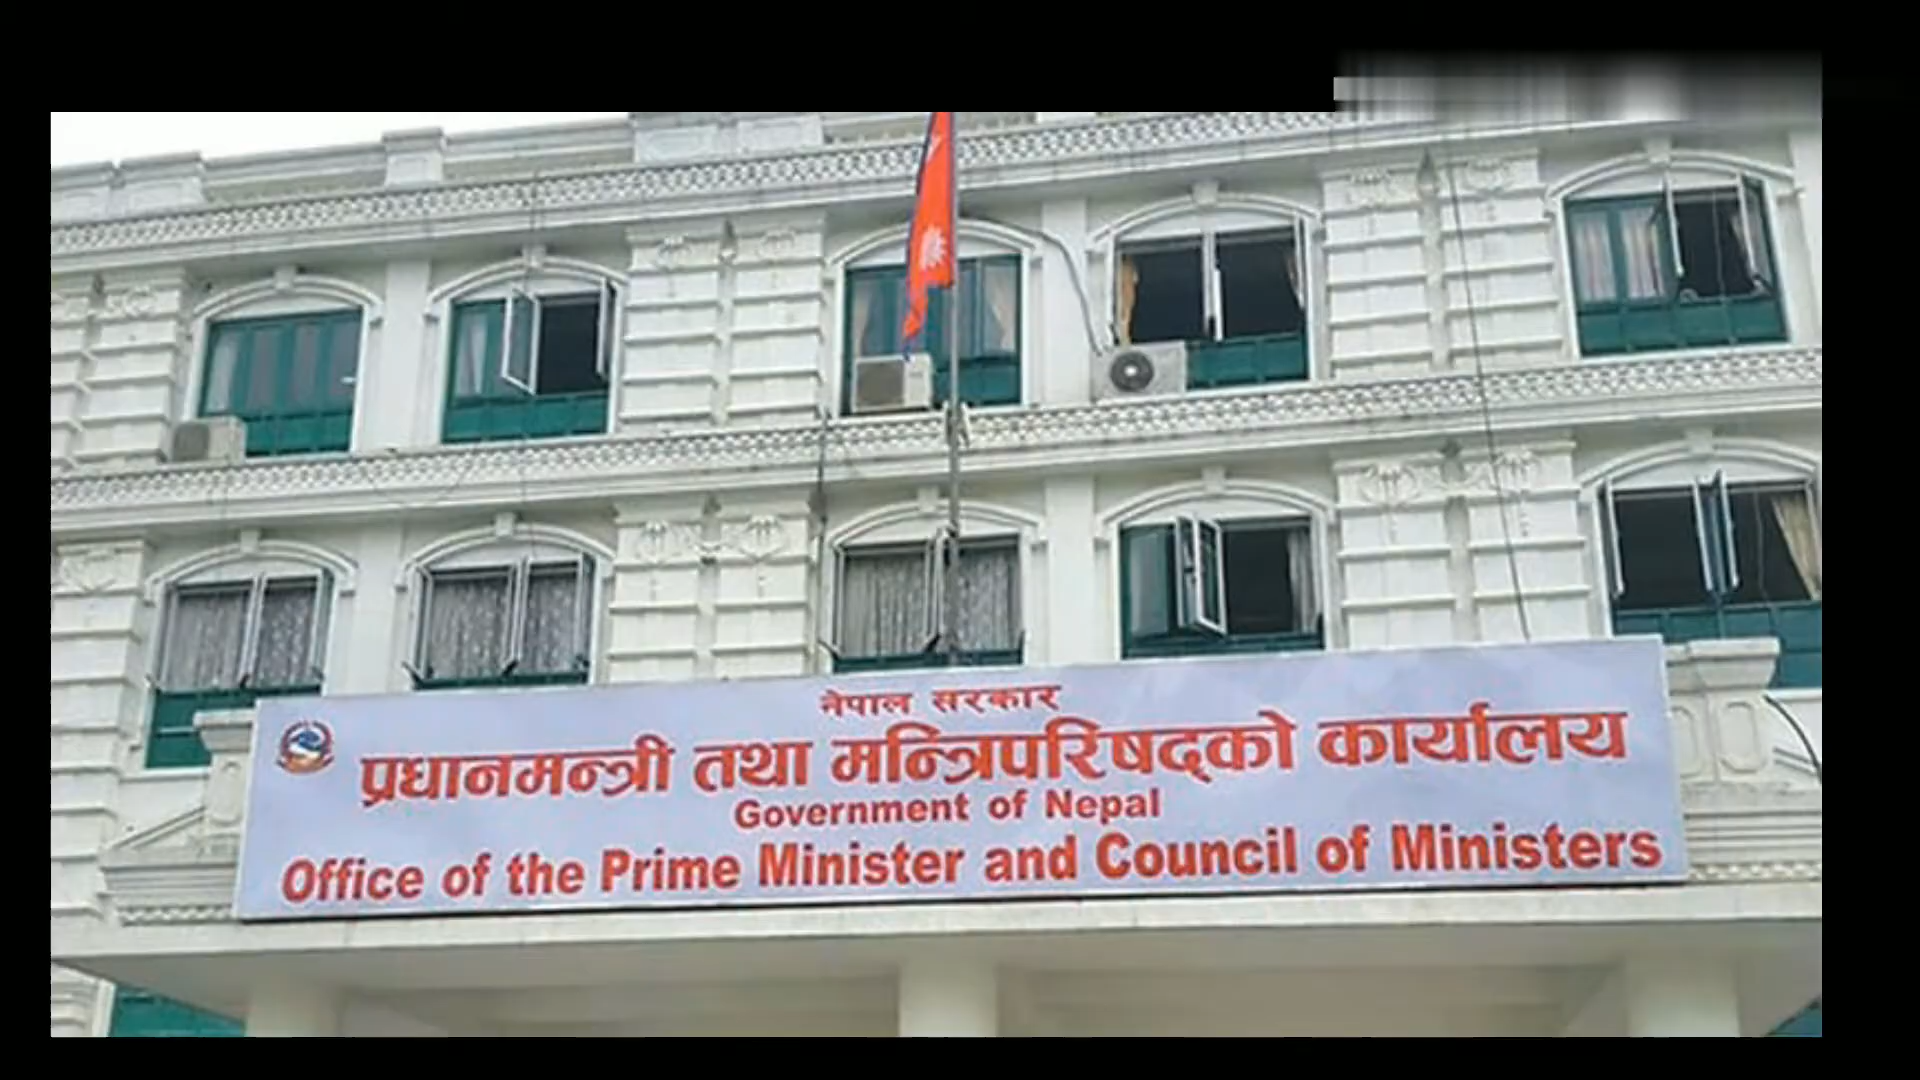 नेपाल सरकार
प्रधानमन्त्री तथा मन्त्रिपरिषद्को कार्यालय
Government of Nepal
Office of the Prime Minister and Council of Ministers